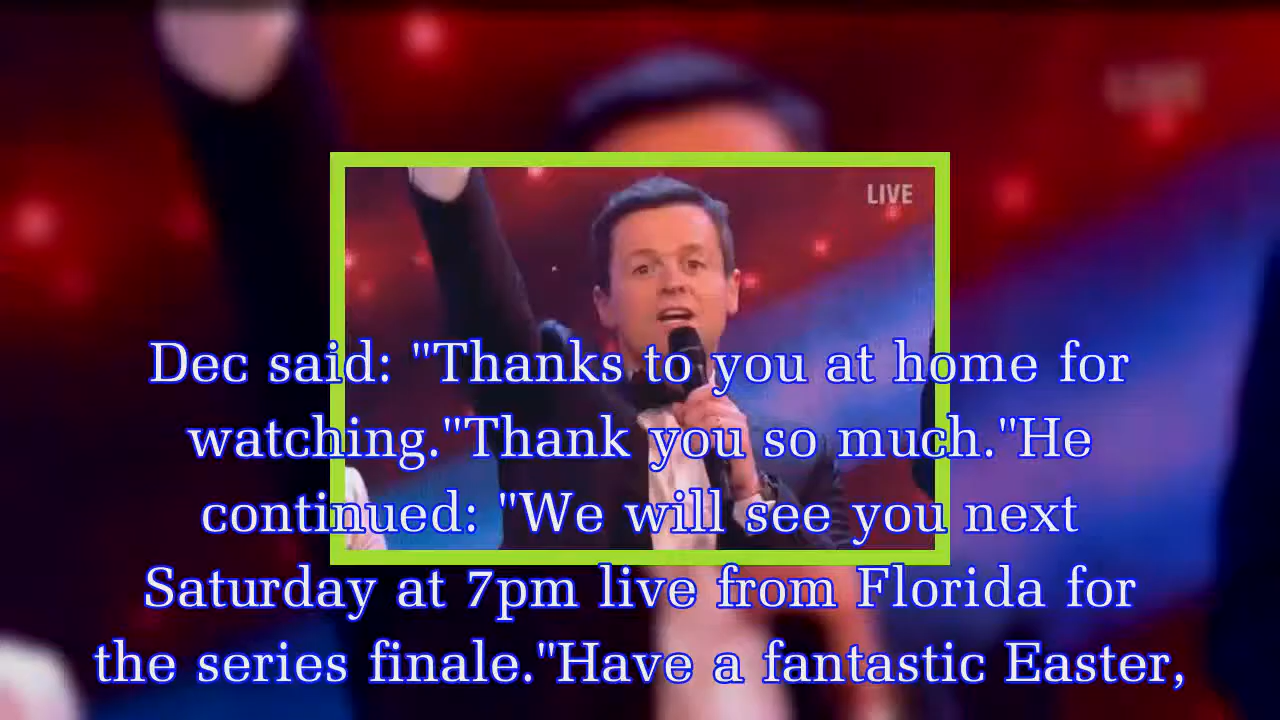 LIVE
LIVE
Dec said: "Thanks to you at home for
watching."Thank you so much."He
continued: "We will see you next
Saturday at 7pm live from Florida for
the series finale."Have a fantastic Easter,